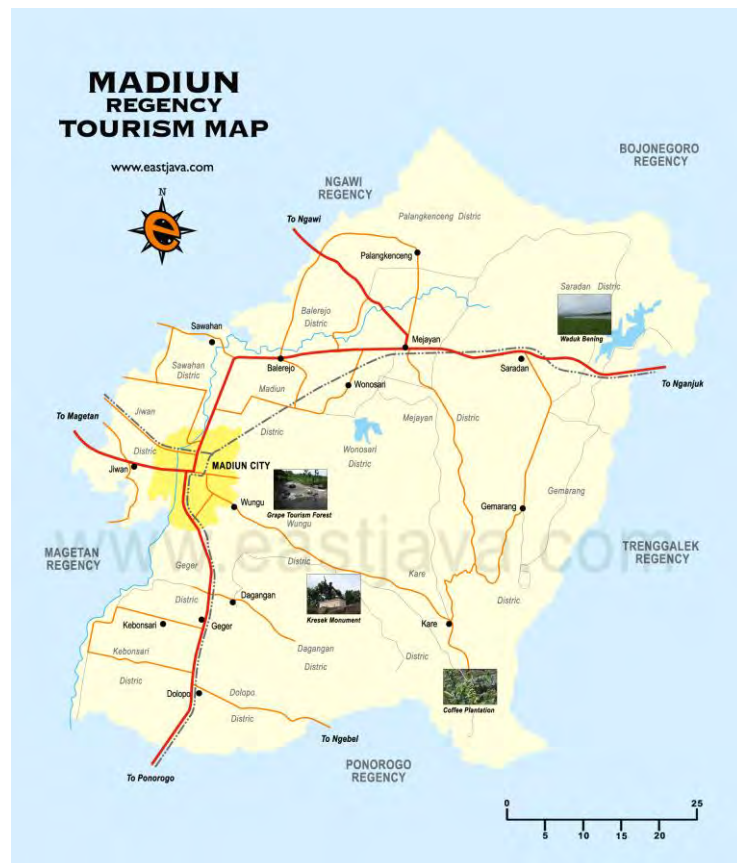 MADIUN
REGENCY
TOURISM MAP
www.eastjava.com
N
e
BOJONEGORO
REGENCY
NGAWI
REGENCY
To Ngawi
Palangkenceng Distric
Palangkenceng
Saradan Distric
Waduk Bening
Balerejo
Distric
Sawahan
Mejayan
Sawahan
Distric
Balerejo
Saradan
To Nganjuk
Madiun
Wonosari
Jiwan
To Magetan
Distric
Mejayan
Distric
Wonosari
Distric
Distric
Jiwan
MADIUN CITY
Gemarang
Grape Tourism Forest
Wungu
Wungu
Gemarang
www.eastjava.com
MAGETAN
REGENCY
TRENGGALEK
REGENCY
Geger
Distric
Kare
Distric
Dagangan
Distric
Kresek Monument
Kebonsari
Geger
Kare
Kebonsari
Dagangan
Distric
Distric
Distric
Dolopo
Dolopo
Distric
Coffee Plantation
To Ngebel
To Ponorogo
PONOROGO
REGENCY
0
25
5
10
15
20